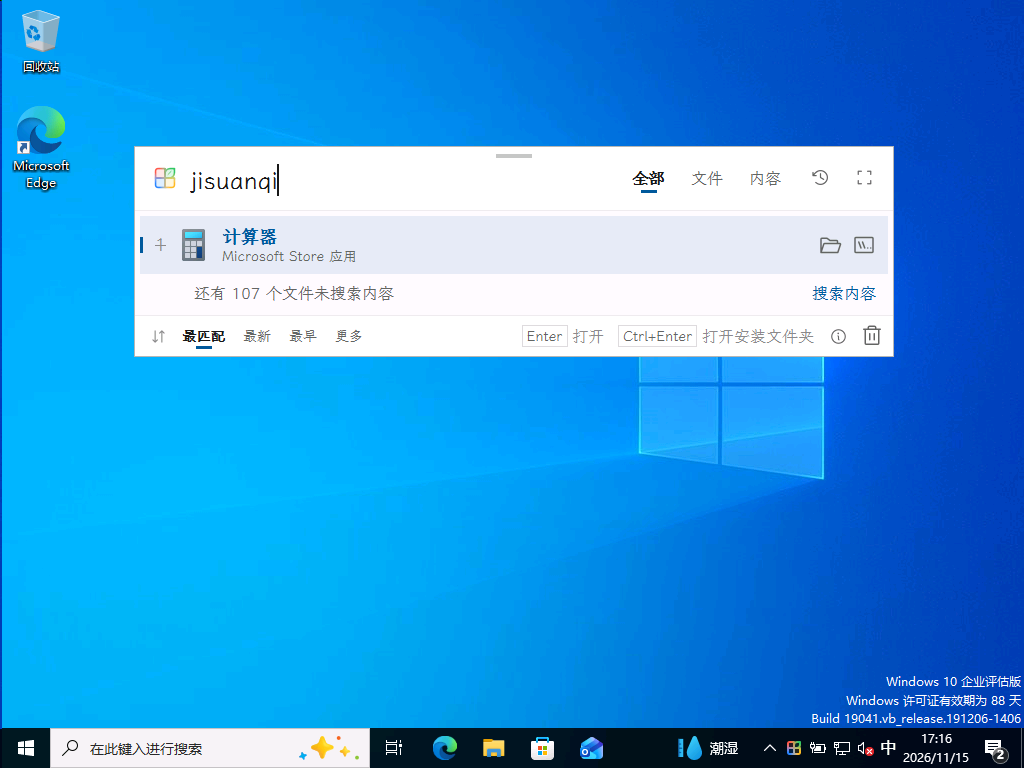 回收站
Microsoft
Edge
jisuanqi 全部 文件 内容
计算器
Microsoft Store 应用
还有 107 个文件未搜索内容 搜索内容
最匹配 最新 最早 更多 Enter 打开 Ctrl+Enter 打开安装文件夹
Windows 10 企业评估版
Windows 许可证有效期为 88 天
Build 19041.vb_release.191206-1406
在此键入进行搜索 潮湿 中 17:16
2026/11/15 2